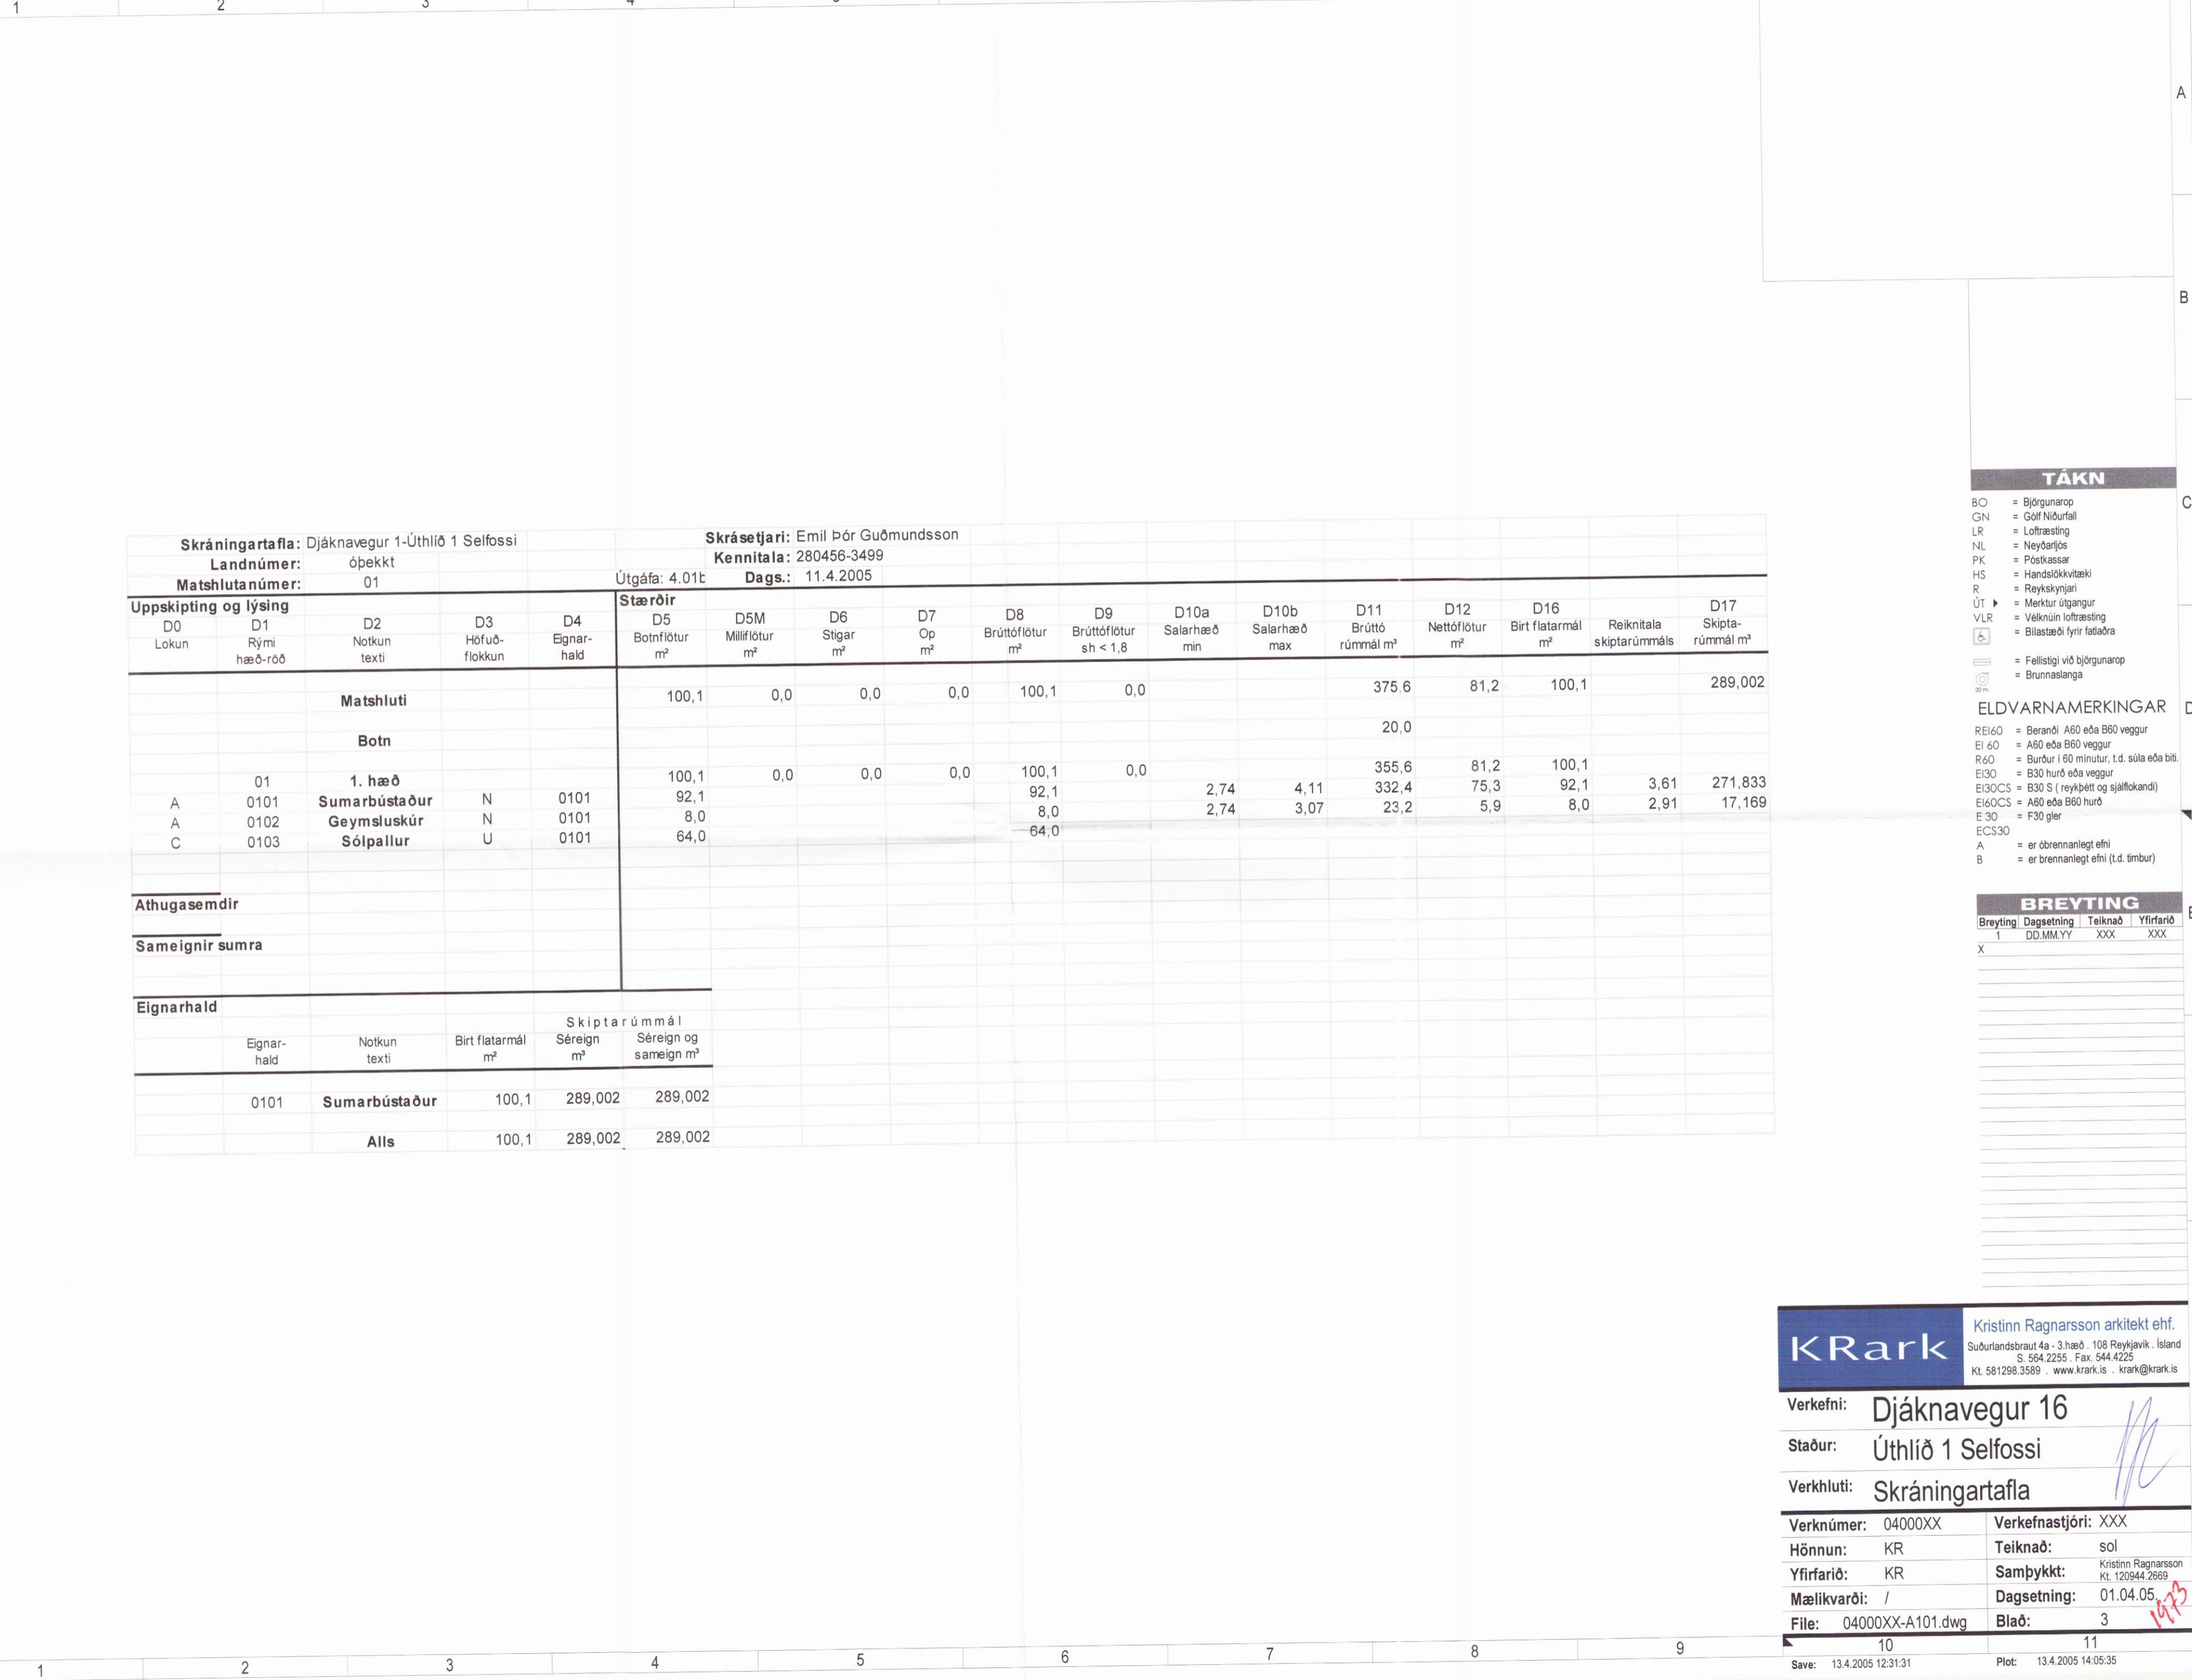 1 2 3 4
A
B
C
D
E
Skráningartafla: Djáknavegur 1-Úthlíð 1 Selfossi Skrásetjari: Emil Þór Guðmundsson
Landnúmer: óþekkt Kennitala: 280456-3499
Matshlutanúmer: 01 Útgáfa: 4.01b Dags.: 11.4.2005
Uppskipting og lýsing Stærðir
D0 D1 D2 D3 D4 D5 D5M D6 D7 D8 D9 D10a D10b D11 D12 D16 D17
Lokun Rými Notkun Höfuð- Eignar- Botnflötur Milliflötur Stigar Op Brúttóflötur Brúttóflötur Salarhæð Salarhæð Brúttó Nettóflötur Birt flatarmál Reiknitala Skipta-
hæð-röð texti flokkun hald m² m² m² m² m² sh < 1,8 min max rúmmál m³ m² m² skiptarúmmáls rúmmál m³
Matshluti 100,1 0,0 0,0 0,0 100,1 0,0 375,6 81,2 100,1 289,002
Botn 20,0
01 1. hæð 100,1 0,0 0,0 0,0 100,1 0,0 355,6 81,2 100,1
A 0101 Sumarbústaður N 0101 92,1 92,1 2,74 4,11 332,4 75,3 92,1 3,61 271,833
A 0102 Geymsluskúr N 0101 8,0 8,0 2,74 3,07 23,2 5,9 8,0 2,91 17,169
C 0103 Sólpallur U 0101 64,0 64,0
Athugasemdir
Sameignir sumra
Eignarhald
Skiptarúmmál
Eignar- Notkun Birt flatarmál Séreign Séreign og
hald texti m² m³ sameign m³
0101 Sumarbústaður 100,1 289,002 289,002
Alls 100,1 289,002 289,002
TÁKN
BO = Björgunarop
GN = Gólf Niðurfall
LR = Loftræsting
NL = Neyðarljós
PK = Póstkassar
HS = Handslökkvitæki
R = Reykskynjari
ÚT = Merktur útgangur
VLR = Vélknúin loftræsting
= Bílastæði fyrir fatlaðra
= Fellistigi við björgunarop
= Brunnaslanga
20 m.
ELDVARNAMERKINGAR
REI60 = Berandi A60 eða B60 veggur
EI 60 = A60 eða B60 veggur
R60 = Burður í 60 mínutur, t.d. súla eða biti.
EI30 = B30 hurð eða veggur
EI30CS = B30 S ( reykþétt og sjálflokandi)
EI60CS = A60 eða B60 hurð
E 30 = F30 gler
ECS30
A = er óbrennanlegt efni
B = er brennanlegt efni (t.d. timbur)
BREYTING
Breyting Dagsetning Teiknað Yfirfarið
1 DD.MM.YY XXX XXX
X
KRark
Kristinn Ragnarsson arkitekt ehf.
Suðurlandsbraut 4a - 3.hæð . 108 Reykjavik . Ísland
S. 564.2255 . Fax. 544.4225
Kt. 581298.3589 . www.krark.is . krark@krark.is
Verkefni: Djáknavegur 16
Staður: Úthlíð 1 Selfossi
Verkhluti: Skráningartafla
Verknúmer: 04000XX Verkefnastjóri: XXX
Hönnun: KR Teiknað: sol
Yfirfarið: KR Samþykkt: Kristinn Ragnarsson
Kt. 120944.2669
Mælikvarði: / Dagsetning: 01.04.05.
File: 04000XX-A101.dwg Blað: 3
1973
1 2 3 4 5 6 7 8 9 10 11
Save: 13.4.2005 12:31:31 Plot: 13.4.2005 14:05:35